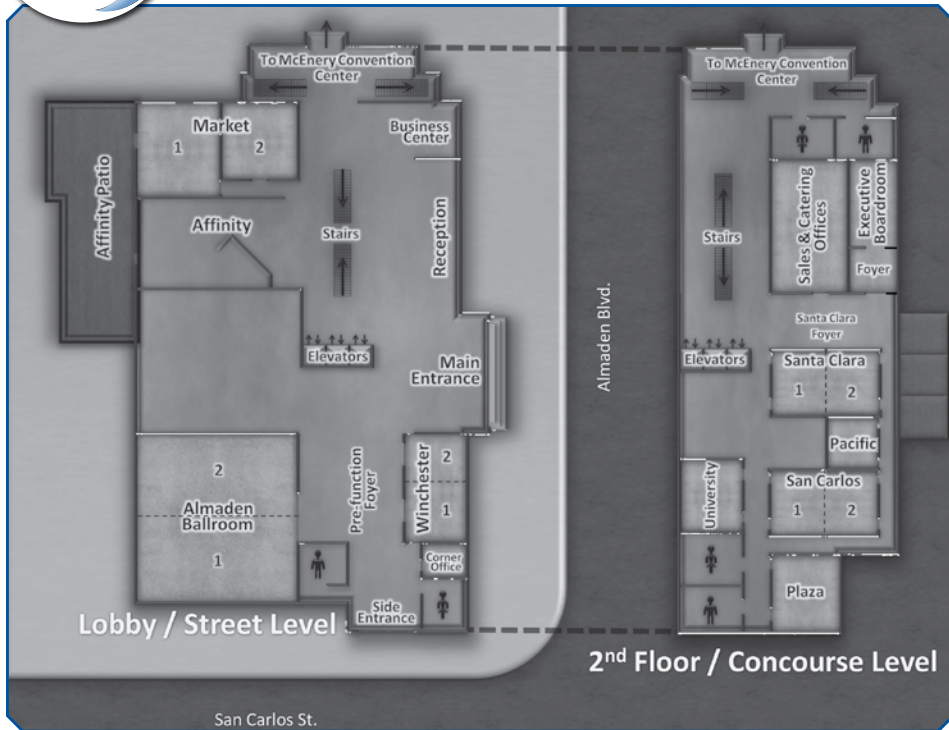 To McEnery Convention
Center
Market
1
2
Business
Center
Affinity Patio
Affinity
Stairs
Reception
Elevators
Main
Entrance
2
Almaden
Ballroom
1
Pre-function
Foyer
Winchester
2
1
Corner
Office
Side
Entrance
Lobby / Street Level
San Carlos St.
Almaden Blvd.
To McEnery Convention
Center
Sales & Catering
Offices
Executive
Boardroom
Foyer
Stairs
Santa Clara
Foyer
Elevators
Santa Clara
1
2
Pacific
University
San Carlos
1
2
Plaza
2nd Floor / Concourse Level